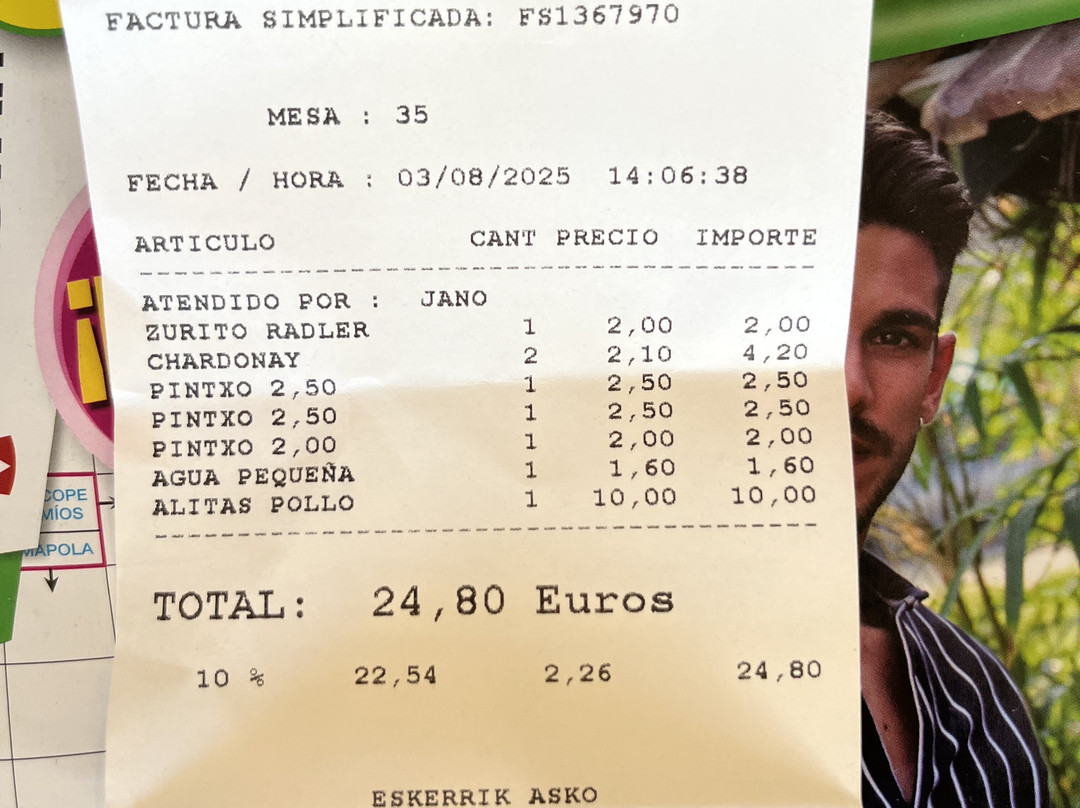 FACTURA SIMPLIFICADA: FS1367970
MESA : 35
FECHA / HORA : 03/08/2025 14:06:38
ARTICULO CANT PRECIO IMPORTE
ATENDIDO POR : JANO
ZURITO RADLER 1 2,00 2,00
CHARDONAY 2 2,10 4,20
PINTXO 2,50 1 2,50 2,50
PINTXO 2,50 1 2,50 2,50
PINTXO 2,00 1 2,00 2,00
AGUA PEQUEÑA 1 1,60 1,60
ALITAS POLLO 1 10,00 10,00
TOTAL: 24,80 Euros
10 % 22,54 2,26 24,80
ESKERRIK ASKO
COPE
MÍOS
MAPOLA